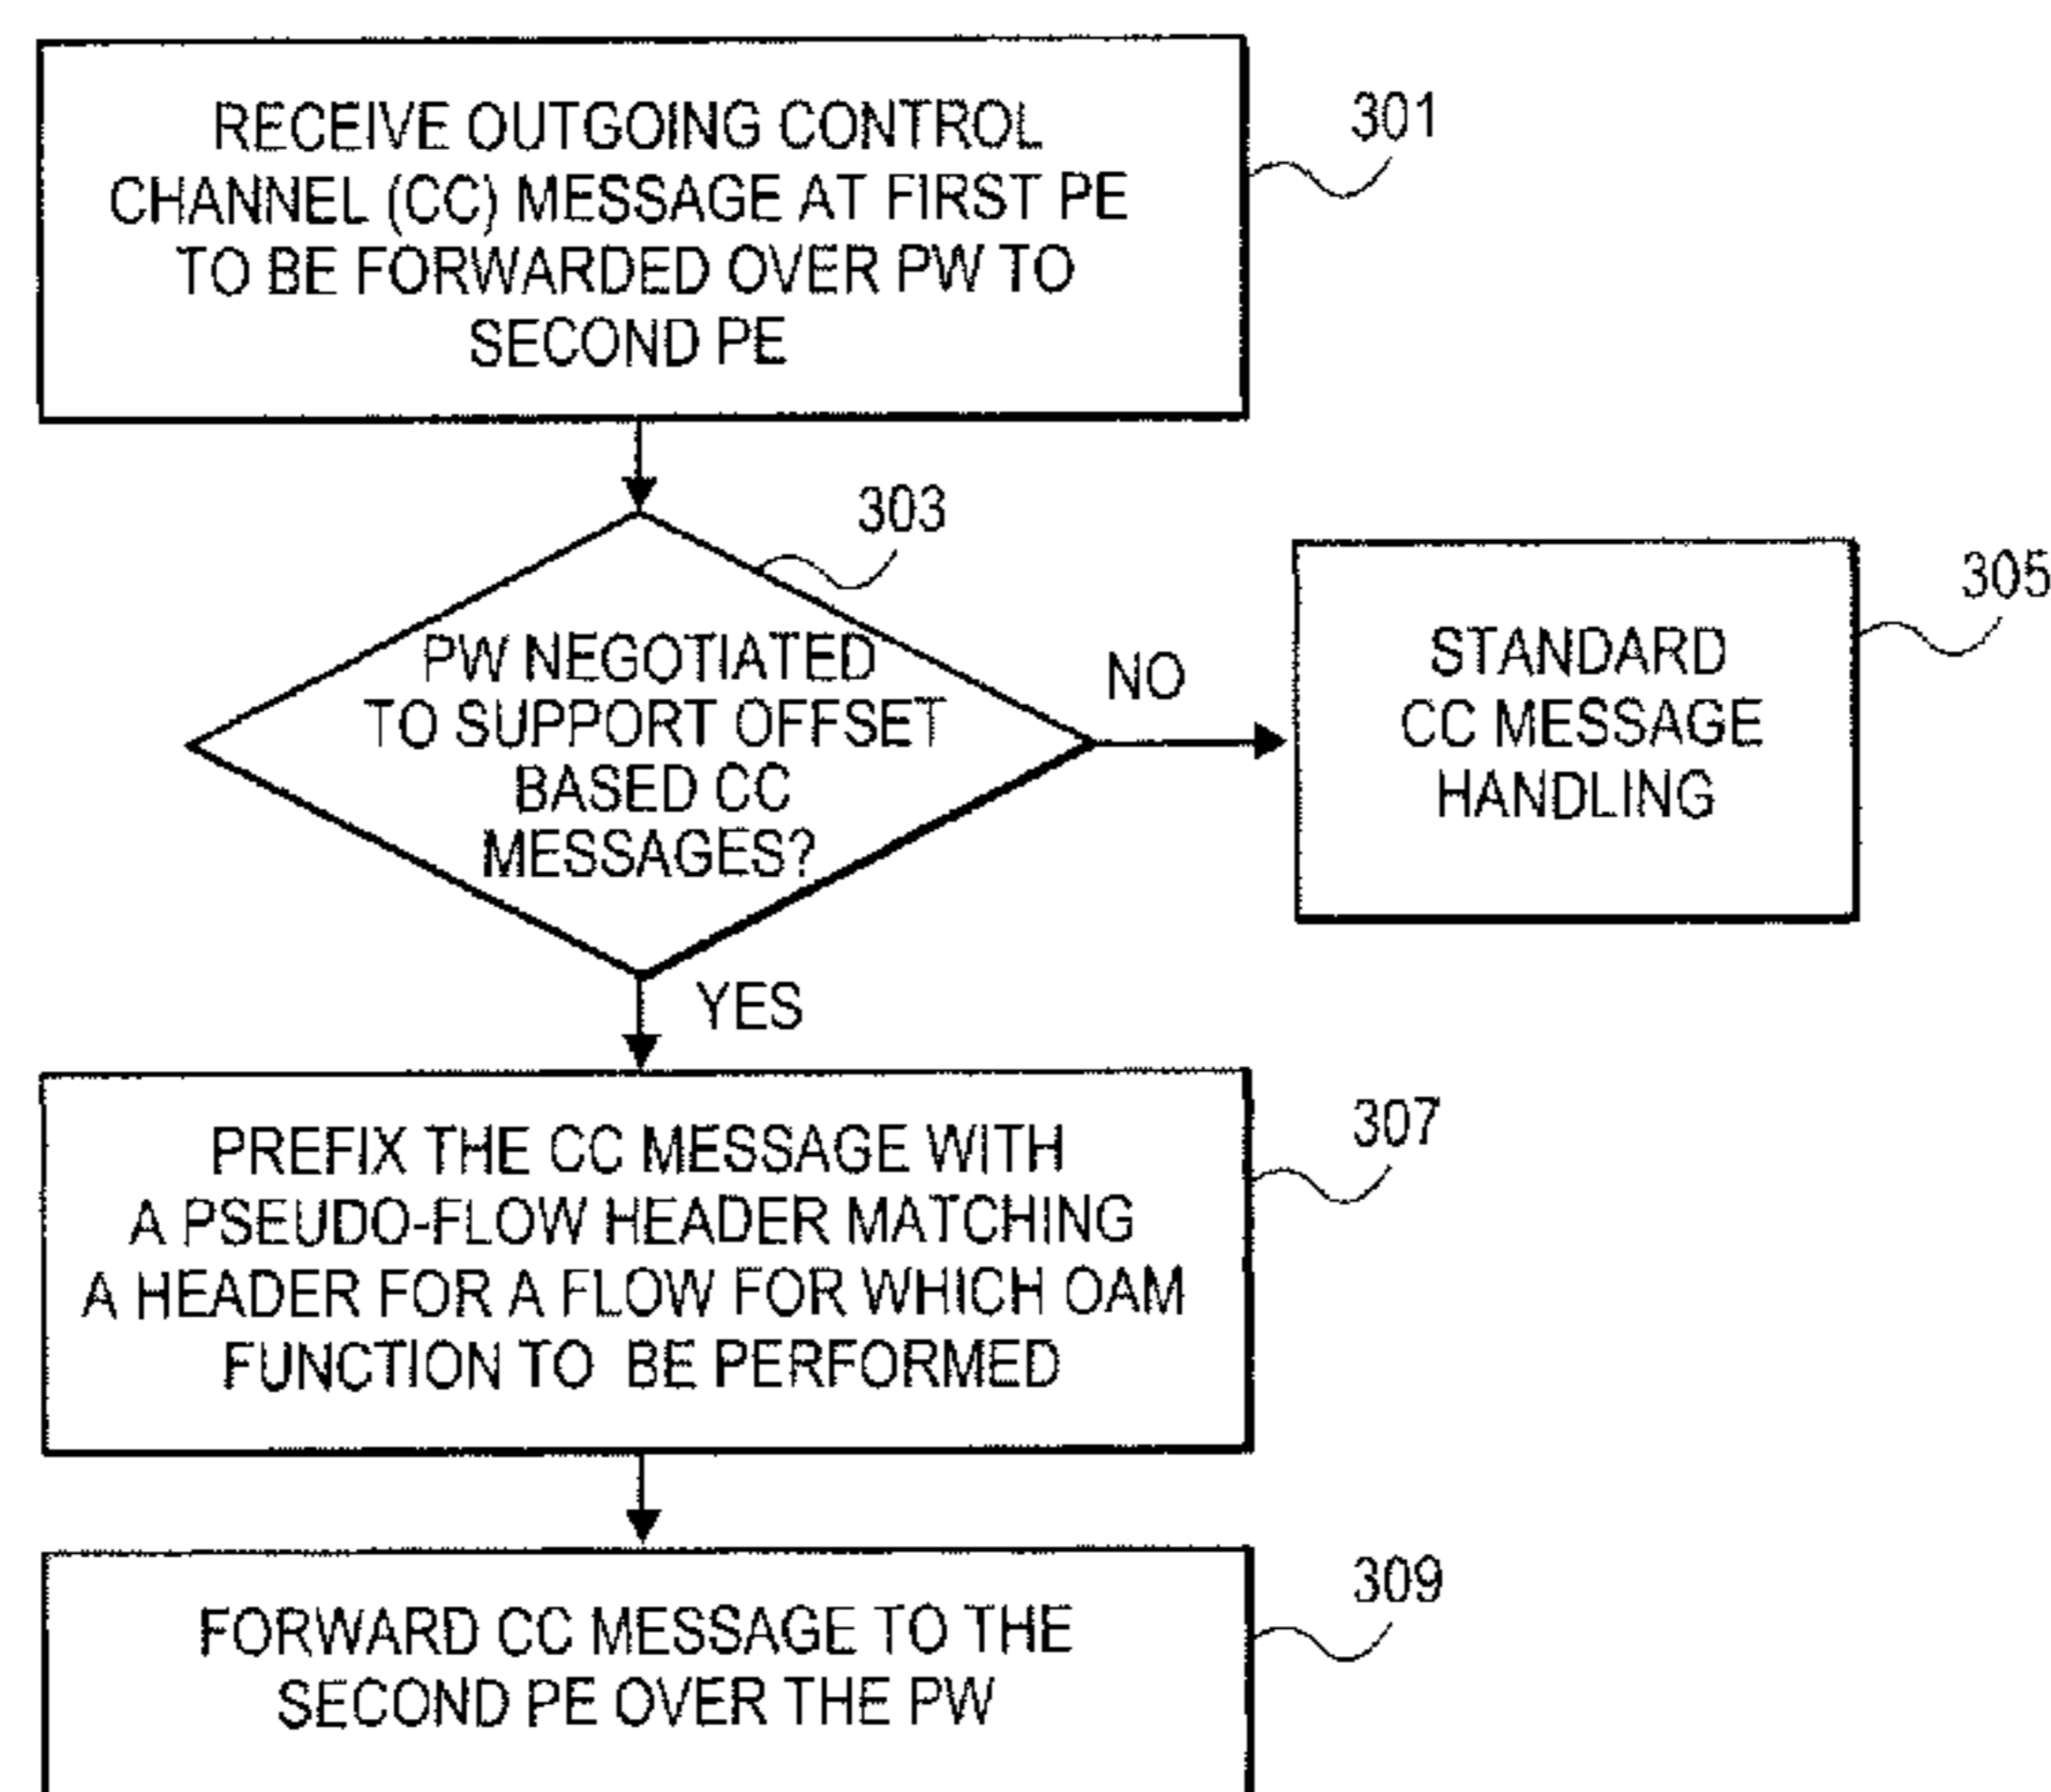 RECEIVE OUTGOING CONTROL
CHANNEL (CC) MESSAGE AT FIRST PE
TO BE FORWARDED OVER PW TO
SECOND PE
301
303
PW NEGOTIATED
TO SUPPORT OFFSET
BASED CC
MESSAGES?
NO
305
STANDARD
CC MESSAGE
HANDLING
YES
PREFIX THE CC MESSAGE WITH
A PSEUDO-FLOW HEADER MATCHING
A HEADER FOR A FLOW FOR WHICH OAM
FUNCTION TO BE PERFORMED
307
FORWARD CC MESSAGE TO THE
SECOND PE OVER THE PW
309